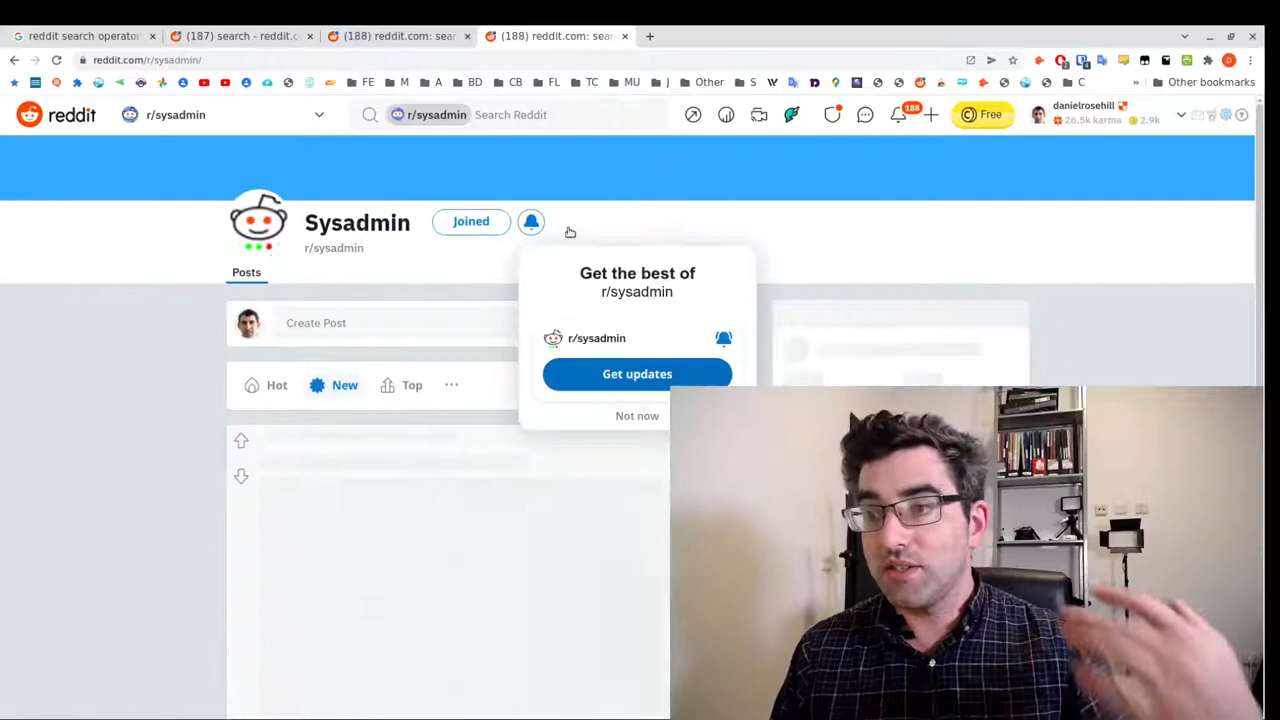 reddit search operator
(187) search - reddit.c
(188) reddit.com: sea
(188) reddit.com: sea
reddit.com/r/sysadmin/
FE M A BD CB FL TC MU J Other S C Other bookmarks
reddit r/sysadmin r/sysadmin Search Reddit 188 Free danielrosehill
26.5k karma 2.9k
Sysadmin Joined
r/sysadmin
Posts
Get the best of
r/sysadmin
r/sysadmin
Get updates
Not now
Create Post
Hot New Top